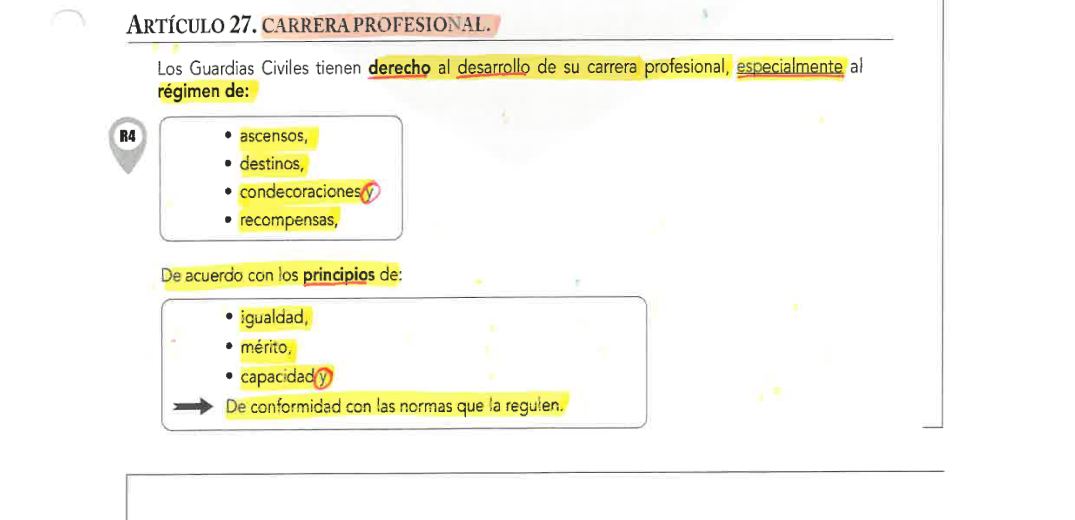 ARTÍCULO 27. CARRERA PROFESIONAL.
Los Guardias Civiles tienen derecho al desarrollo de su carrera profesional, especialmente al
régimen de:
R4
• ascensos,
• destinos,
• condecoraciones y
• recompensas,
De acuerdo con los principios de:
• igualdad,
• mérito,
• capacidad y
De conformidad con las normas que la regulen.